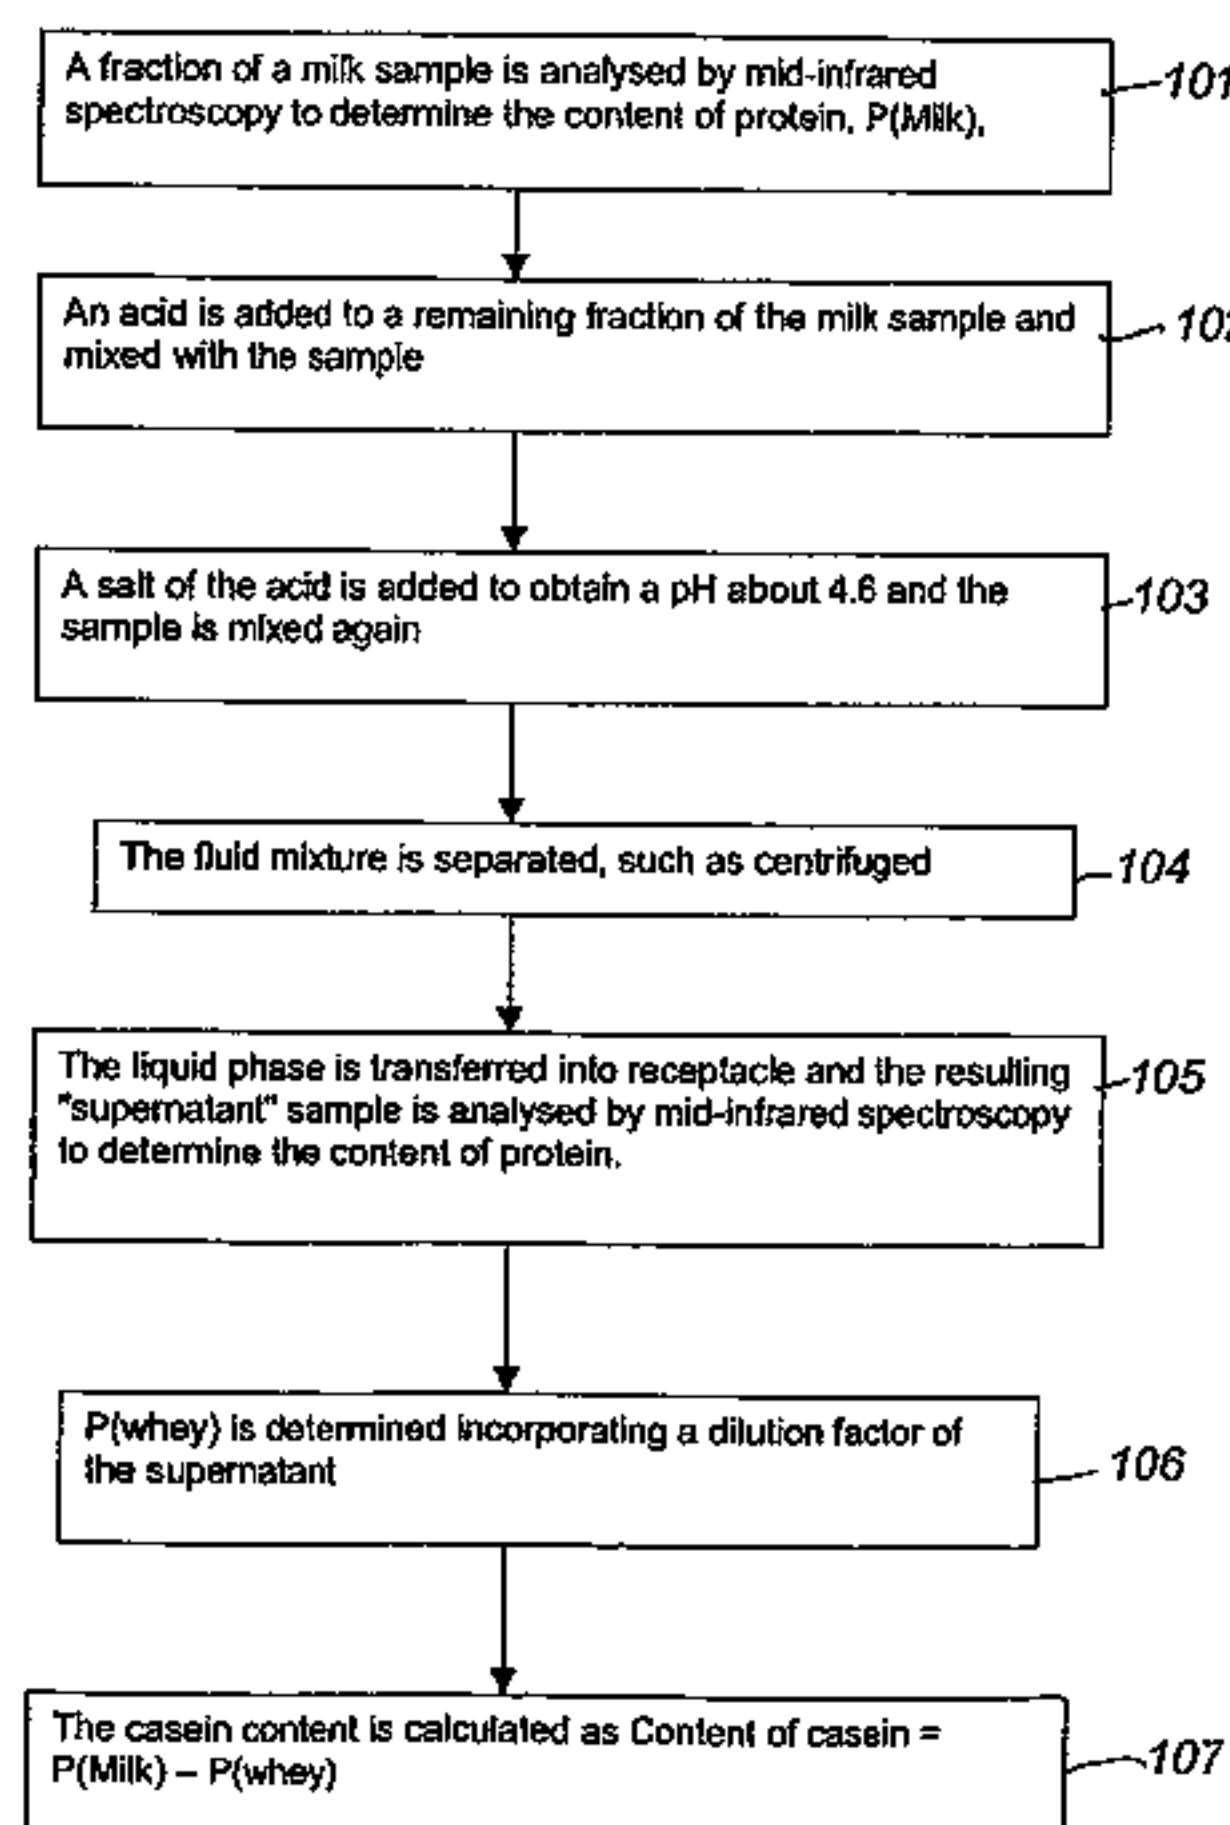 A fraction of a milk sample is analysed by mid-infrared
spectroscopy to determine the content of protein, P(Milk),
101
An acid is added to a remaining fraction of the milk sample and
mixed with the sample
102
A salt of the acid is added to obtain a pH about 4.6 and the
sample is mixed again
103
The fluid mixture is separated, such as centrifuged
104
The liquid phase is transferred into receptacle and the resulting
"supernatant" sample is analysed by mid-infrared spectroscopy
to determine the content of protein.
105
P(whey) is determined incorporating a dilution factor of
the supernatant
106
The casein content is calculated as Content of casein =
P(Milk) – P(whey)
107